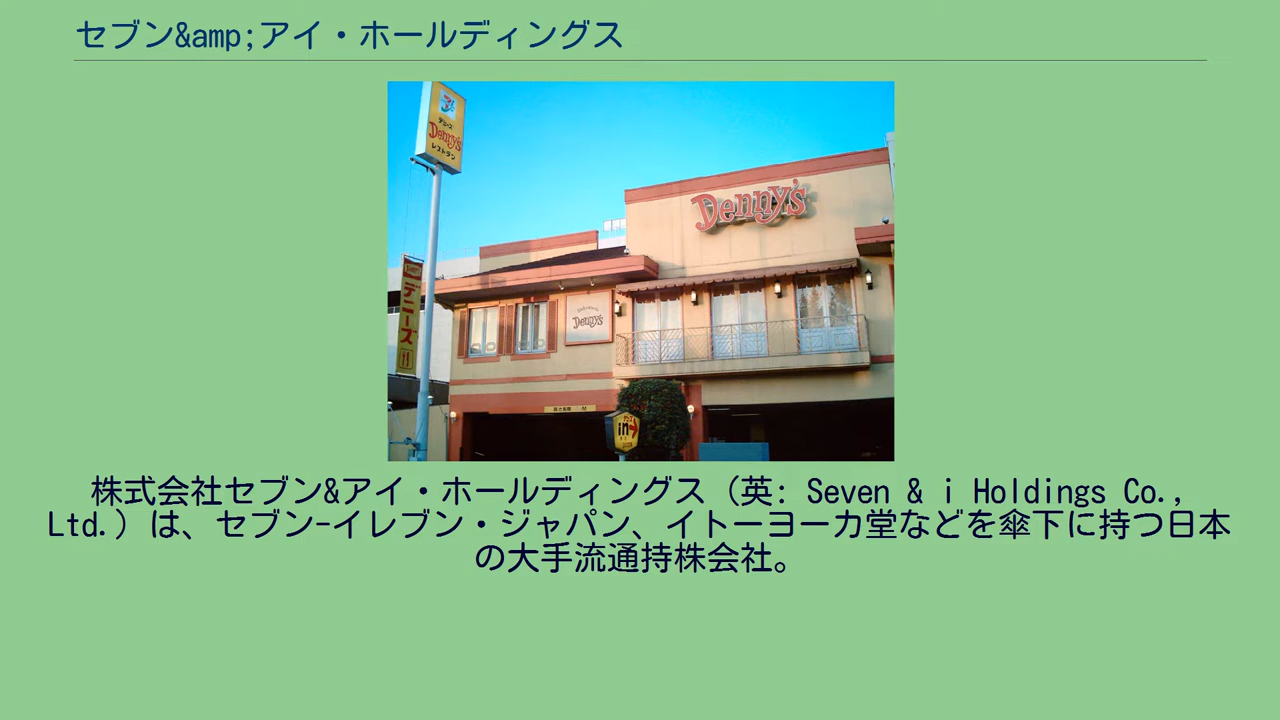 セブン&amp;アイ・ホールディングス
デニーズ
Denny's
レストラン
Denny's
デニーズ
Denny's
in
株式会社セブン&アイ・ホールディングス（英: Seven & i Holdings Co.,
Ltd.）は、セブン-イレブン・ジャパン、イトーヨーカ堂などを傘下に持つ日本
の大手流通持株会社。